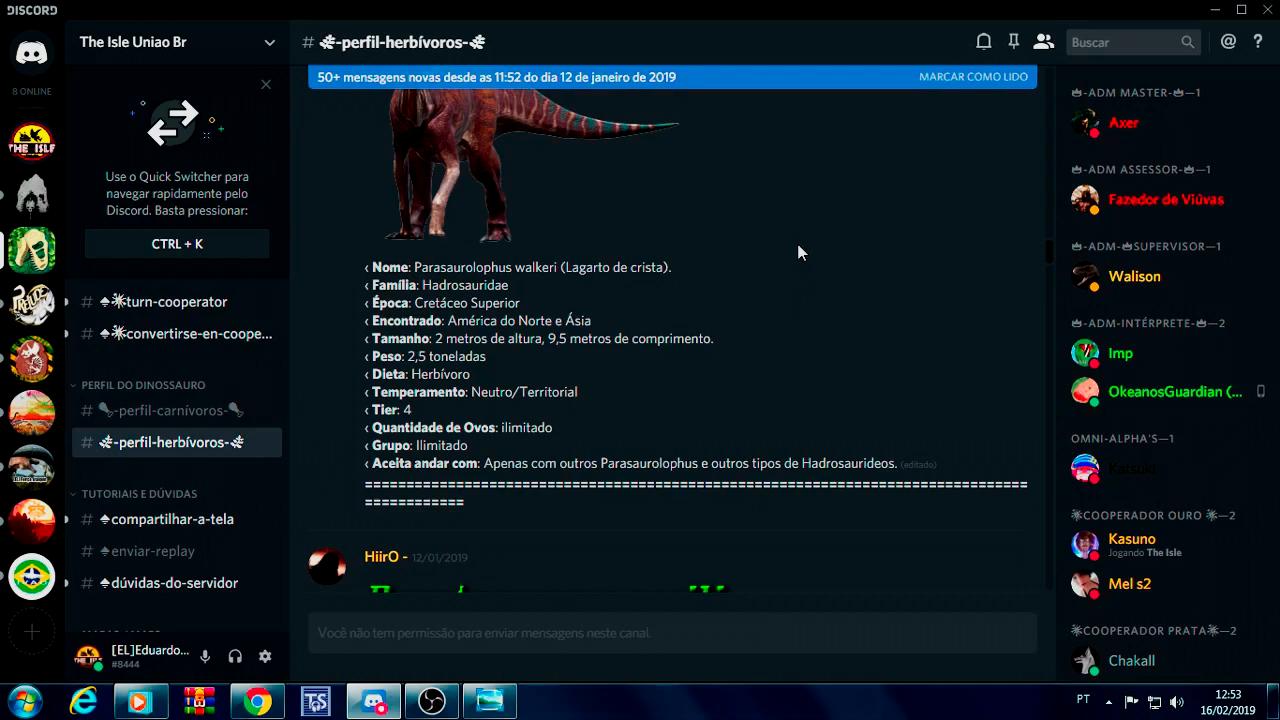 DISCORD
The Isle Uniao Br
8 ONLINE
Use o Quick Switcher para
navegar rapidamente pelo
Discord. Basta pressionar:
CTRL + K
turn-cooperator
convertirse-en-coope...
PERFIL DO DINOSSAURO
# -perfil-carnívoros-
# -perfil-herbívoros-
TUTORIAIS E DÚVIDAS
# compartilhar-a-tela
# enviar-replay
# dúvidas-do-servidor
[EL]Eduardo...
#8444
THE ISLE
PRELUDE
# -perfil-herbívoros-
Buscar
50+ mensagens novas desde as 11:52 do dia 12 de janeiro de 2019
MARCAR COMO LIDO
‹ Nome: Parasaurolophus walkeri (Lagarto de crista).
‹ Família: Hadrosauridae
‹ Época: Cretáceo Superior
‹ Encontrado: América do Norte e Ásia
‹ Tamanho: 2 metros de altura, 9,5 metros de comprimento.
‹ Peso: 2,5 toneladas
‹ Dieta: Herbívoro
‹ Temperamento: Neutro/Territorial
‹ Tier: 4
‹ Quantidade de Ovos: ilimitado
‹ Grupo: Ilimitado
‹ Aceita andar com: Apenas com outros Parasaurolophus e outros tipos de Hadrosaurideos. (editado)
================================================================================
============
HiirO - 12/01/2019
Você não tem permissão para enviar mensagens neste canal.
-ADM MASTER- —1
Axer
-ADM ASSESSOR- —1
Fazedor de Viúvas
-ADM- SUPERVISOR—1
Walison
-ADM-INTÉRPRETE- —2
Imp
OkeanosGuardian (...
OMNI-ALPHA'S—1
Katsuki
COOPERADOR OURO —2
Kasuno
Jogando The Isle
Mel s2
COOPERADOR PRATA —2
Chakall
PT
12:53
16/02/2019